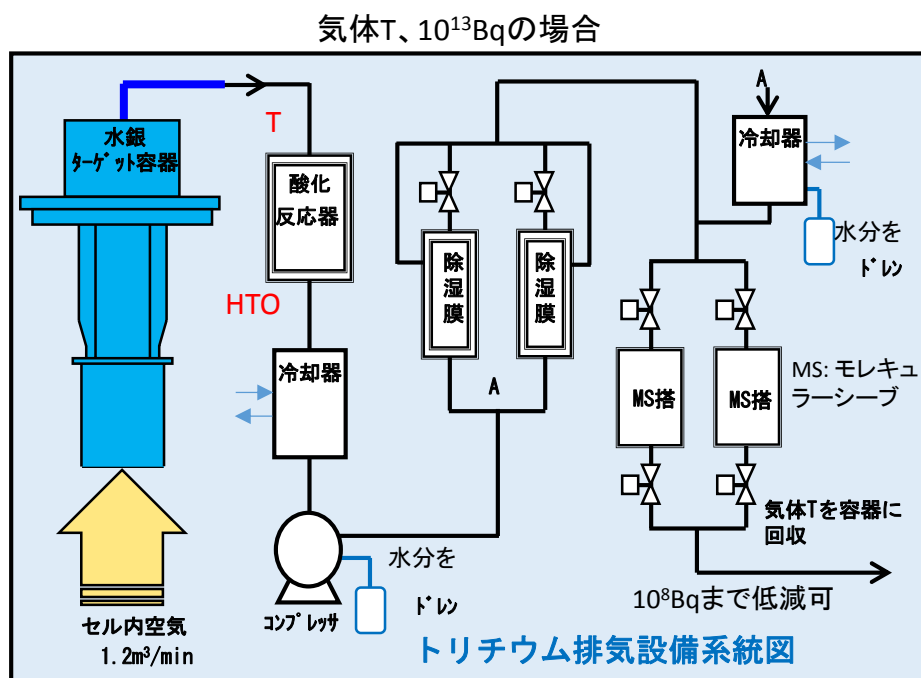 気体T、10¹³Bqの場合
水銀
ﾀｰｹﾞｯﾄ容器
T
酸化
反応器
HTO
冷却器
ｺﾝﾌﾟﾚｯｻ
水分を
ﾄﾞﾚﾝ
セル内空気
1.2m³/min
除湿膜
除湿膜
A
A
冷却器
水分を
ﾄﾞﾚﾝ
MS搭
MS搭
MS: モレキュ
ラーシーブ
気体Tを容器に
回収
10⁸Bqまで低減可
トリチウム排気設備系統図